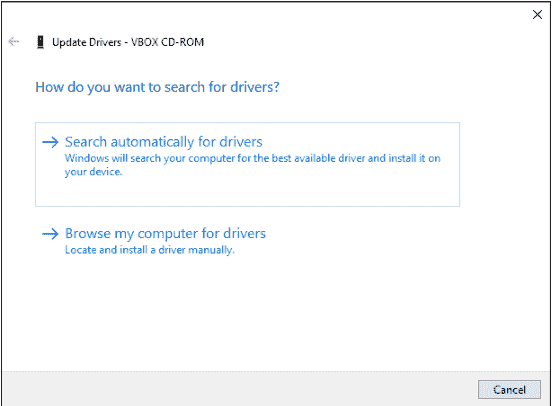 Update Drivers - VBOX CD-ROM
How do you want to search for drivers?
Search automatically for drivers
Windows will search your computer for the best available driver and install it on
your device.
Browse my computer for drivers
Locate and install a driver manually.
Cancel